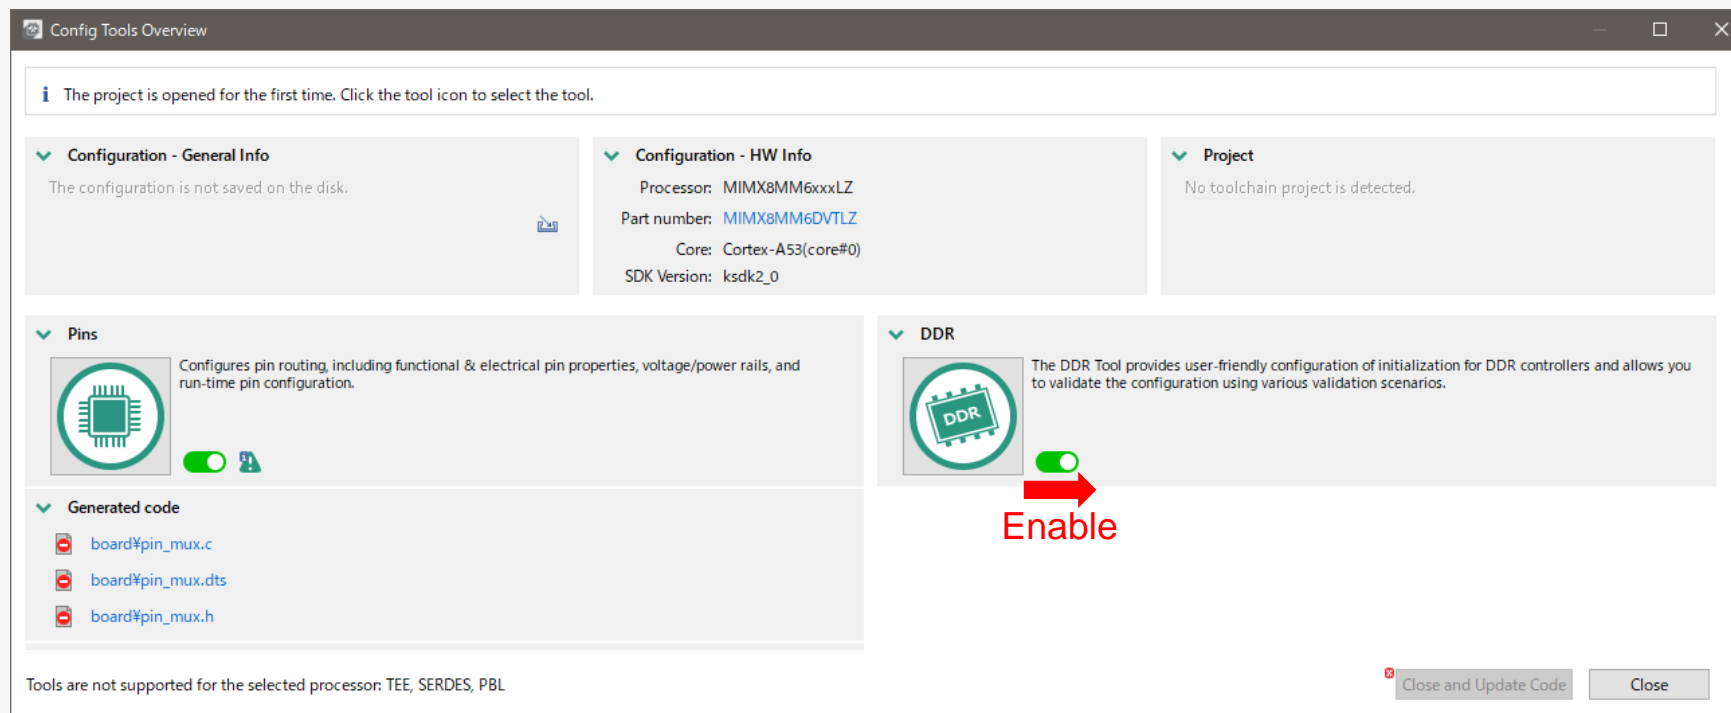 Config Tools Overview
i The project is opened for the first time. Click the tool icon to select the tool.
Configuration - General Info
The configuration is not saved on the disk.
Configuration - HW Info
Processor: MIMX8MM6xxxLZ
Part number: MIMX8MM6DVTLZ
Core: Cortex-A53(core#0)
SDK Version: ksdk2_0
Project
No toolchain project is detected.
Pins
Configures pin routing, including functional & electrical pin properties, voltage/power rails, and
run-time pin configuration.
DDR
DDR
The DDR Tool provides user-friendly configuration of initialization for DDR controllers and allows you
to validate the configuration using various validation scenarios.
Enable
Generated code
board¥pin_mux.c
board¥pin_mux.dts
board¥pin_mux.h
Tools are not supported for the selected processor: TEE, SERDES, PBL
Close and Update Code
Close